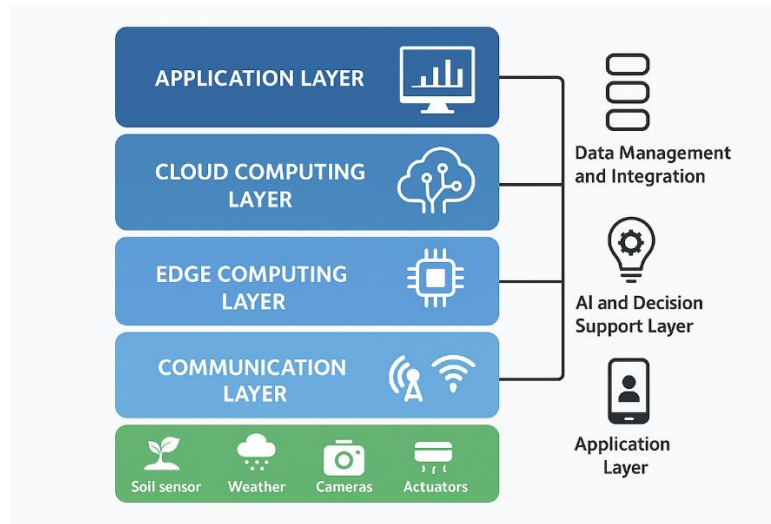 APPLICATION LAYER
CLOUD COMPUTING
LAYER
EDGE COMPUTING
LAYER
COMMUNICATION
LAYER
Soil sensor Weather Cameras Actuators
Data Management
and Integration
AI and Decision
Support Layer
Application
Layer